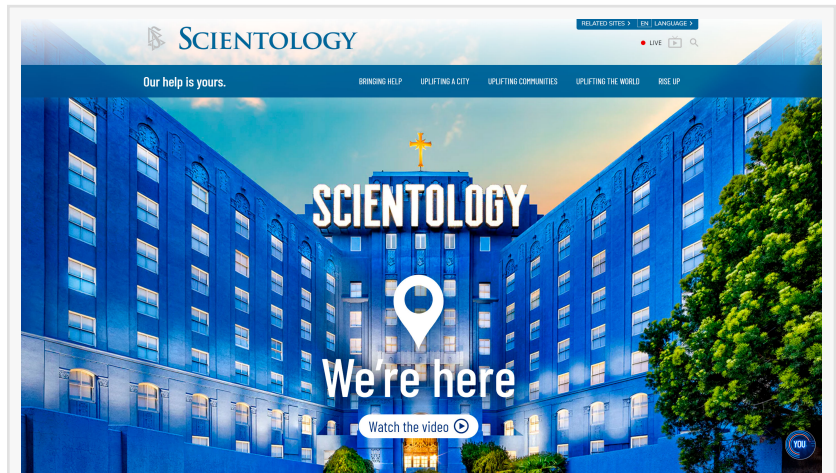 RELATED SITES > | EN | LANGUAGE >
SCIENTOLOGY
LIVE
Our help is yours.
BRINGING HELP
UPLIFTING A CITY
UPLIFTING COMMUNITIES
UPLIFTING THE WORLD
RISE UP
SCIENTOLOGY
We're here
Watch the video
YOU